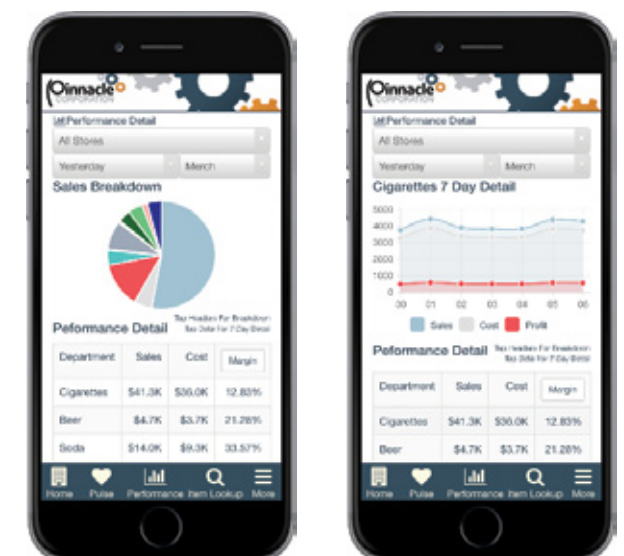 Pinnacle
CORPORATION
Performance Detail
All Stores
Yesterday
Merch
Sales Breakdown
Tap Headers For Breakdown
Peformance Detail
Tap Data For 7 Day Detail
Department Sales Cost Margin
Cigarettes $41.3K $36.0K 12.83%
Beer $4.7K $3.7K 21.28%
Soda $14.0K $9.3K 33.57%
Home Pulse Performance Item Lookup More
Pinnacle
CORPORATION
Performance Detail
All Stores
Yesterday
Merch
Cigarettes 7 Day Detail
5000
4000
3000
2000
1000
0
00 01 02 03 04 05 06
Sales Cost Profit
Tap Headers For Breakdown
Peformance Detail
Tap Data For 7 Day Detail
Department Sales Cost Margin
Cigarettes $41.3K $36.0K 12.83%
Beer $4.7K $3.7K 21.28%
Home Pulse Performance Item Lookup More